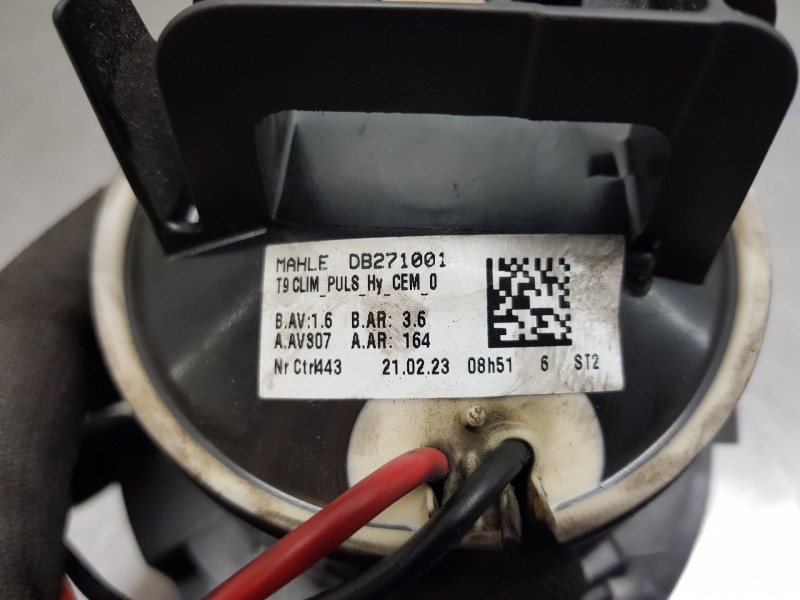 MAHLE DB271001
T9 CLIM_PULS_Hy_CEM_0
B.AV:1.6 B.AR: 3.6
A.AV307 A.AR: 164
Nr Ctrl443 21.02.23 08h51 6 ST2